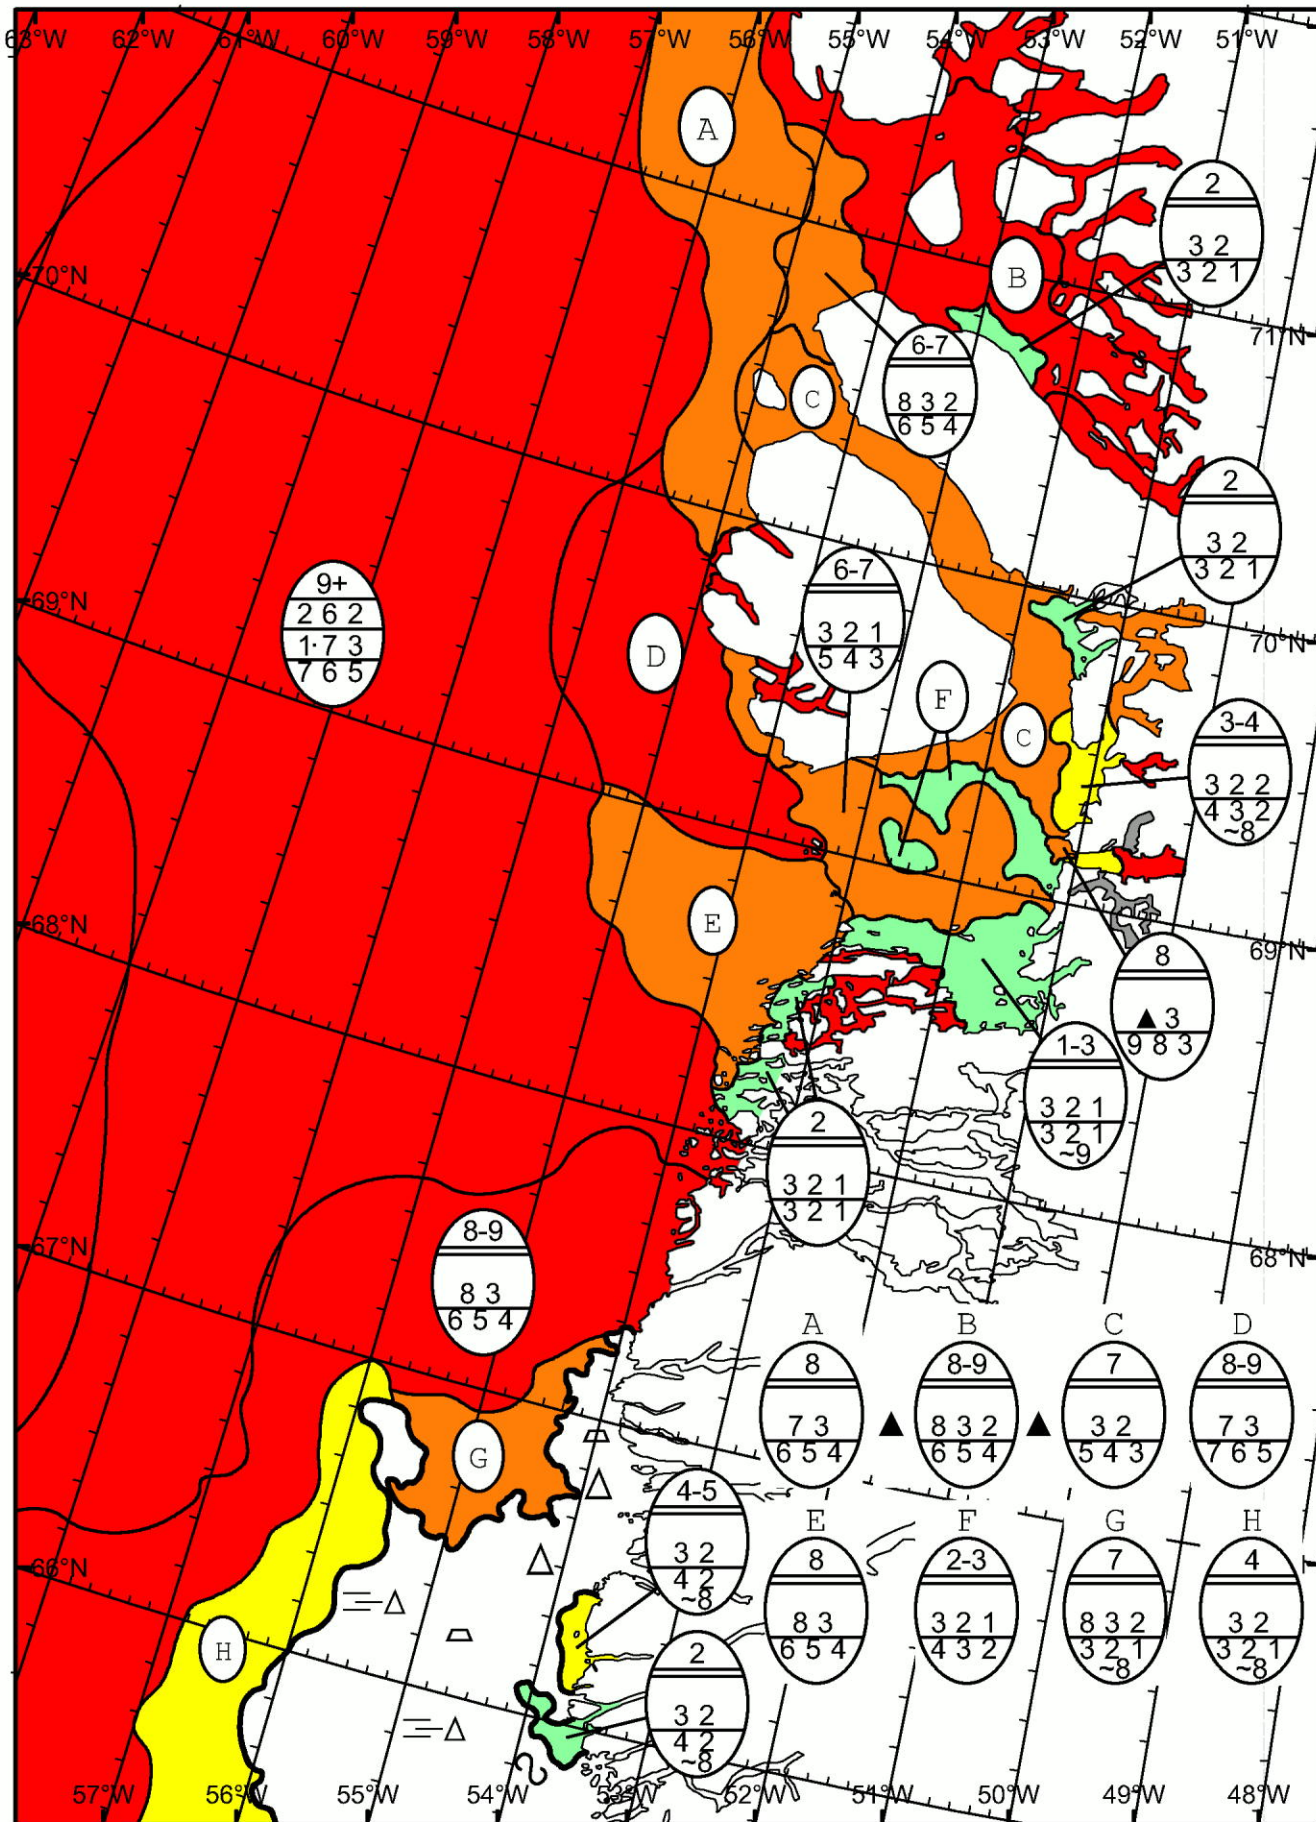 63°W 62°W 61°W 60°W 59°W 58°W 57°W 56°W 55°W 54°W 53°W 52°W 51°W
A
2
3 2
3 2 1
B
70°N
71°N
6-7
8 3 2
6 5 4
C
2
3 2
3 2 1
6-7
3 2 1
5 4 3
9+
2 6 2
1·7 3
7 6 5
69°N
D
70°N
F
C
3-4
3 2 2
4 3 2
~8
E
68°N
69°N
8
▲ 3
9 8 3
1-3
3 2 1
3 2 1
~9
2
3 2 1
3 2 1
8-9
8 3
6 5 4
67°N
68°N
A B C D
8 8-9 7 8-9
7 3 ▲ 8 3 2 ▲ 3 2 7 3
6 5 4 6 5 4 5 4 3 7 6 5
G
4-5
3 2
4 2
~8
E F G H
8 2-3 7 4
8 3 3 2 1 8 3 2 3 2
6 5 4 4 3 2 3 2 1 3 2 1
~8 ~8
66°N
H
2
3 2
4 2
~8
57°W 56°W 55°W 54°W 53°W 52°W 51°W 50°W 49°W 48°W